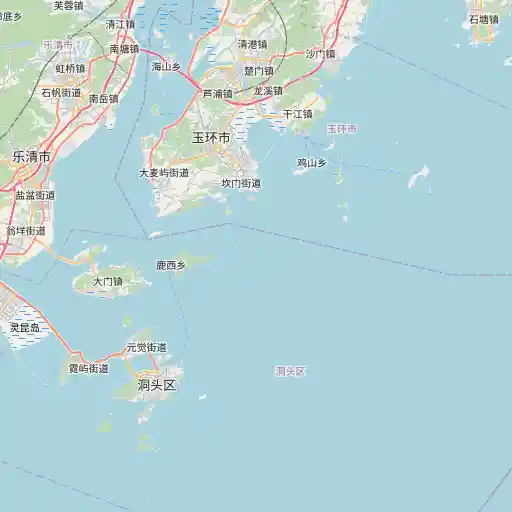 芙蓉镇
岭底乡
清江镇
石塘镇
乐清市
南塘镇
清港镇
沙门镇
虹桥镇
海山乡
楚门镇
石帆街道
芦浦镇
龙溪镇
南岳镇
干江镇
玉环市
玉环市
乐清市
鸡山乡
大麦屿街道
坎门街道
盐盆街道
翁垟街道
鹿西乡
大门镇
灵昆岛
元觉街道
霓屿街道
洞头区
洞头区